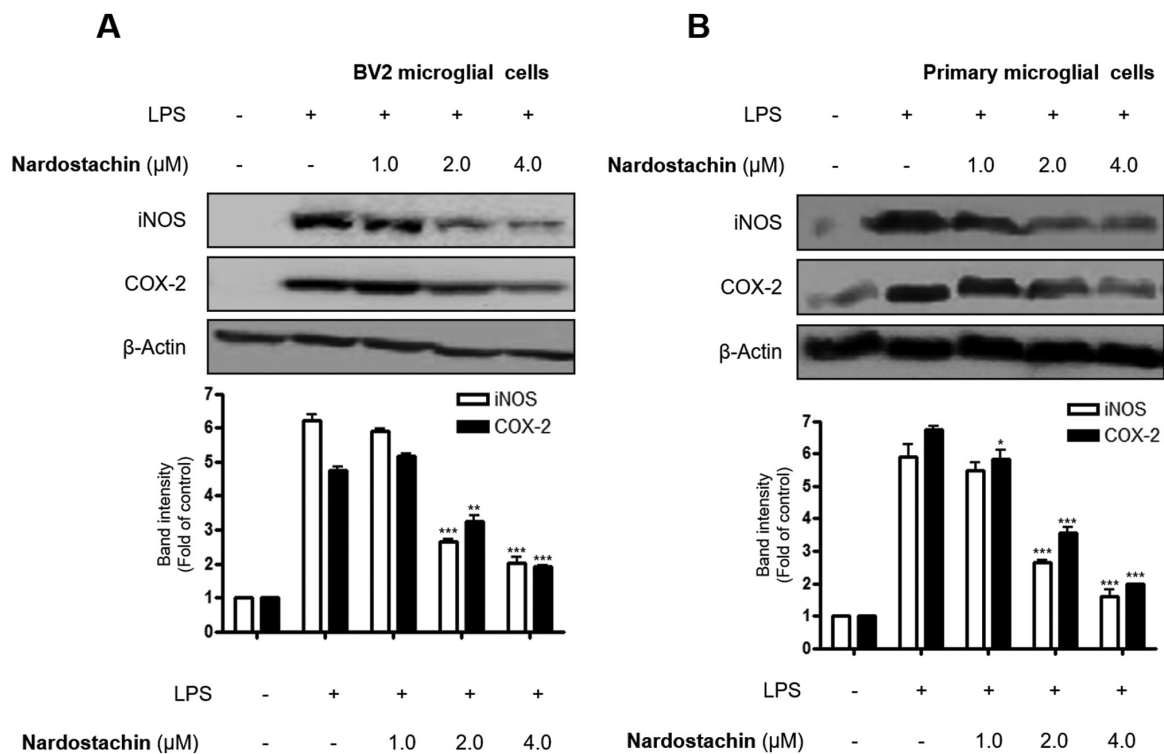 A
BV2 microglial cells
LPS - + + + +
Nardostachin (µM) - - 1.0 2.0 4.0
iNOS
COX-2
β-Actin
iNOS
COX-2
Band intensity
(Fold of control)
7
6
5
4
3
2
1
0
*** **
*** ***
LPS - + + + +
Nardostachin (µM) - - 1.0 2.0 4.0
B
Primary microglial cells
LPS - + + + +
Nardostachin (µM) - - 1.0 2.0 4.0
iNOS
COX-2
β-Actin
iNOS
COX-2
Band intensity
(Fold of control)
7
6
5
4
3
2
1
0
*
*** ***
*** ***
LPS - + + + +
Nardostachin (µM) - - 1.0 2.0 4.0